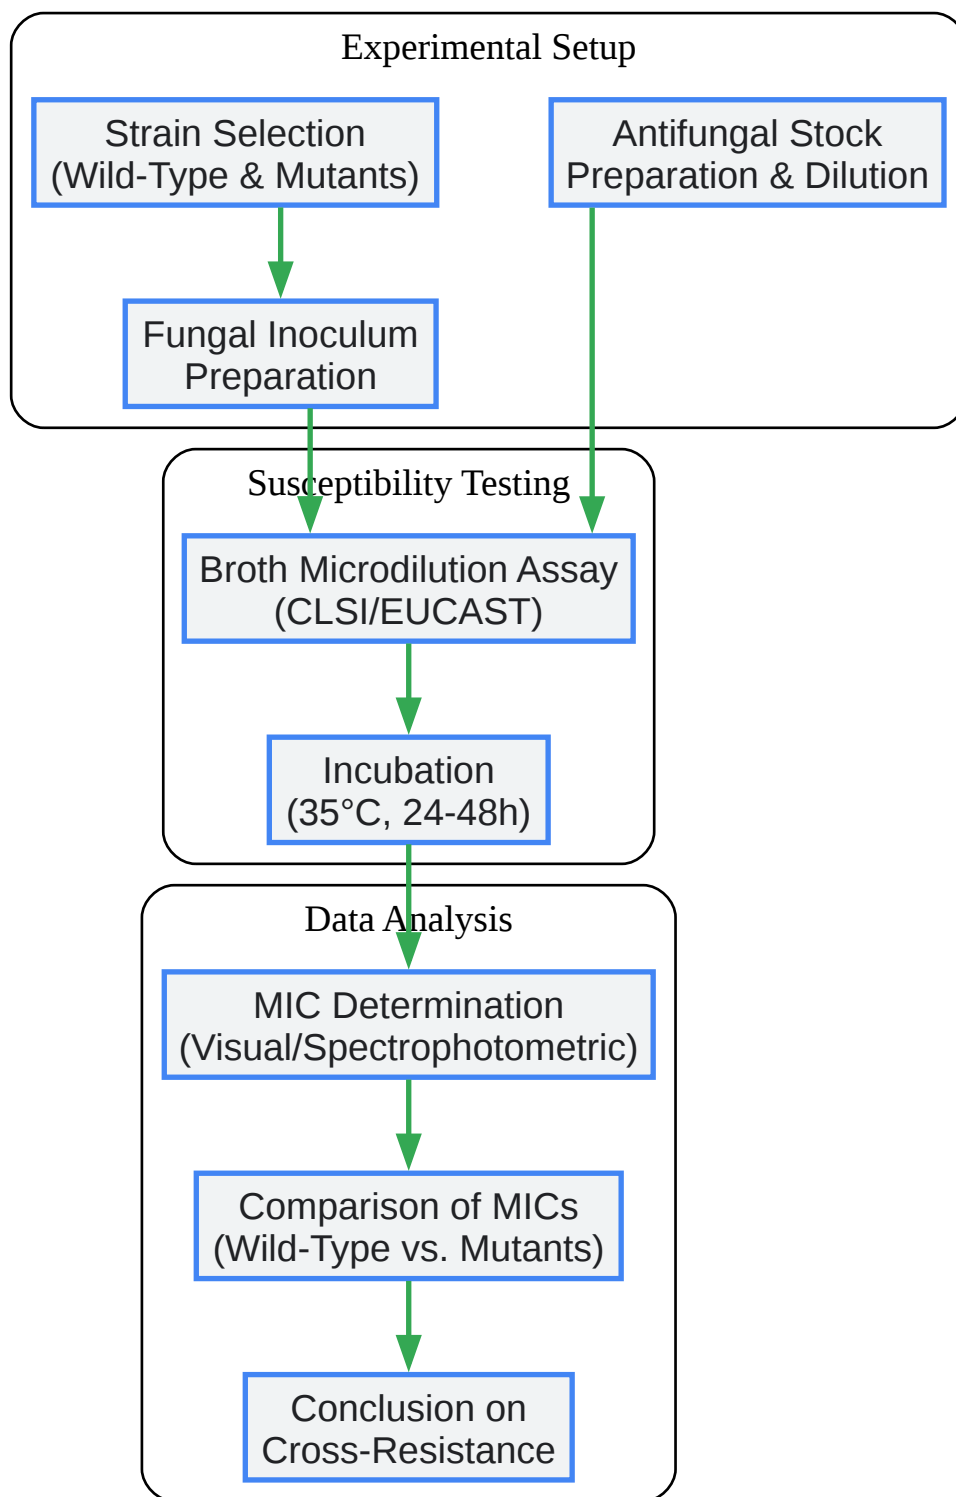 Experimental Setup
Strain Selection
(Wild-Type & Mutants)
Antifungal Stock
Preparation & Dilution
Fungal Inoculum
Preparation
Susceptibility Testing
Broth Microdilution Assay
(CLSI/EUCAST)
Incubation
(35°C, 24-48h)
Data Analysis
MIC Determination
(Visual/Spectrophotometric)
Comparison of MICs
(Wild-Type vs. Mutants)
Conclusion on
Cross-Resistance